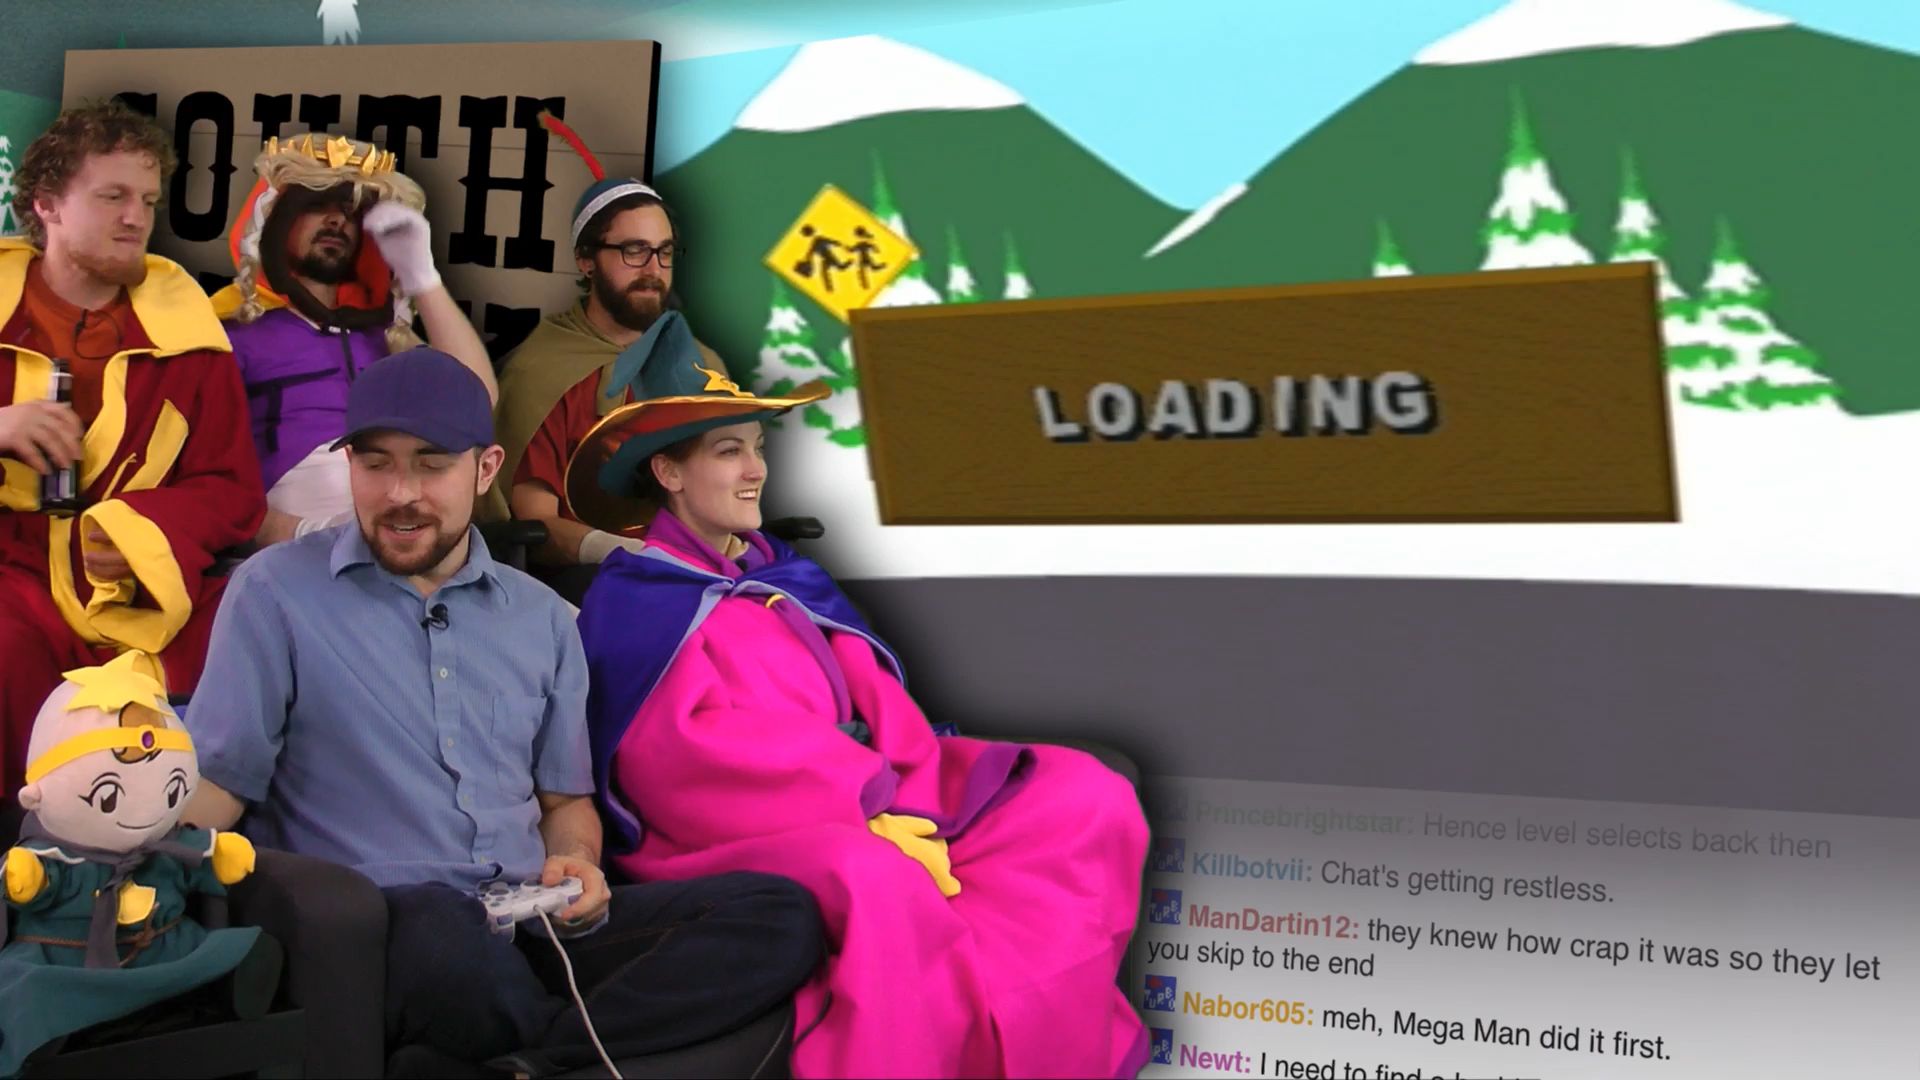 SOUTH
LOADING
Princebrightstar: Hence level selects back then
Killbotvii: Chat's getting restless.
ManDartin12: they knew how crap it was so they let
you skip to the end
Nabor605: meh, Mega Man did it first.
Newt: I need to find a